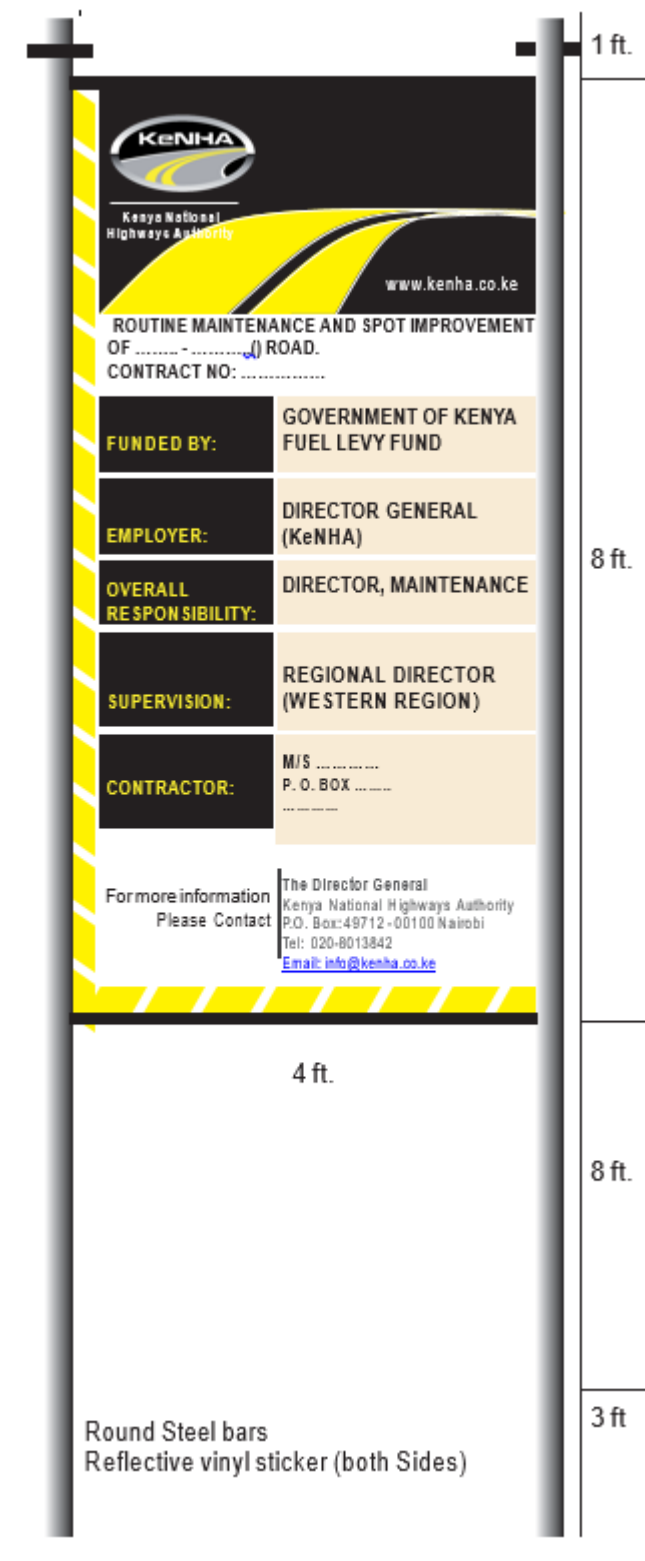 1 ft.
KeNHA
Kenya National
Highways Authority
www.kenha.co.ke
ROUTINE MAINTENANCE AND SPOT IMPROVEMENT
OF ......... - .............() ROAD.
CONTRACT NO: ..................
FUNDED BY:
GOVERNMENT OF KENYA
FUEL LEVY FUND
EMPLOYER:
DIRECTOR GENERAL
(KeNHA)
8 ft.
OVERALL
RESPONSIBILITY:
DIRECTOR, MAINTENANCE
SUPERVISION:
REGIONAL DIRECTOR
(WESTERN REGION)
CONTRACTOR:
M/S ...............
P. O. BOX .........
..............
For more information
Please Contact
The Director General
Kenya National Highways Authority
P.O. Box: 49712 - 00100 Nairobi
Tel: 020-8013842
Email: info@kenha.co.ke
4 ft.
8 ft.
3 ft
Round Steel bars
Reflective vinyl sticker (both Sides)